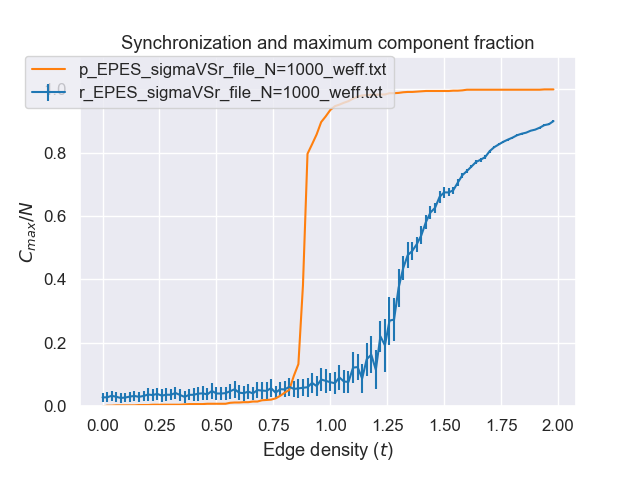 Synchronization and maximum component fraction
p_EPES_sigmaVSr_file_N=1000_weff.txt
r_EPES_sigmaVSr_file_N=1000_weff.txt
0.8
0.6
0.4
0.2
0.0
C_max/N
0.00 0.25 0.50 0.75 1.00 1.25 1.50 1.75 2.00
Edge density (t)